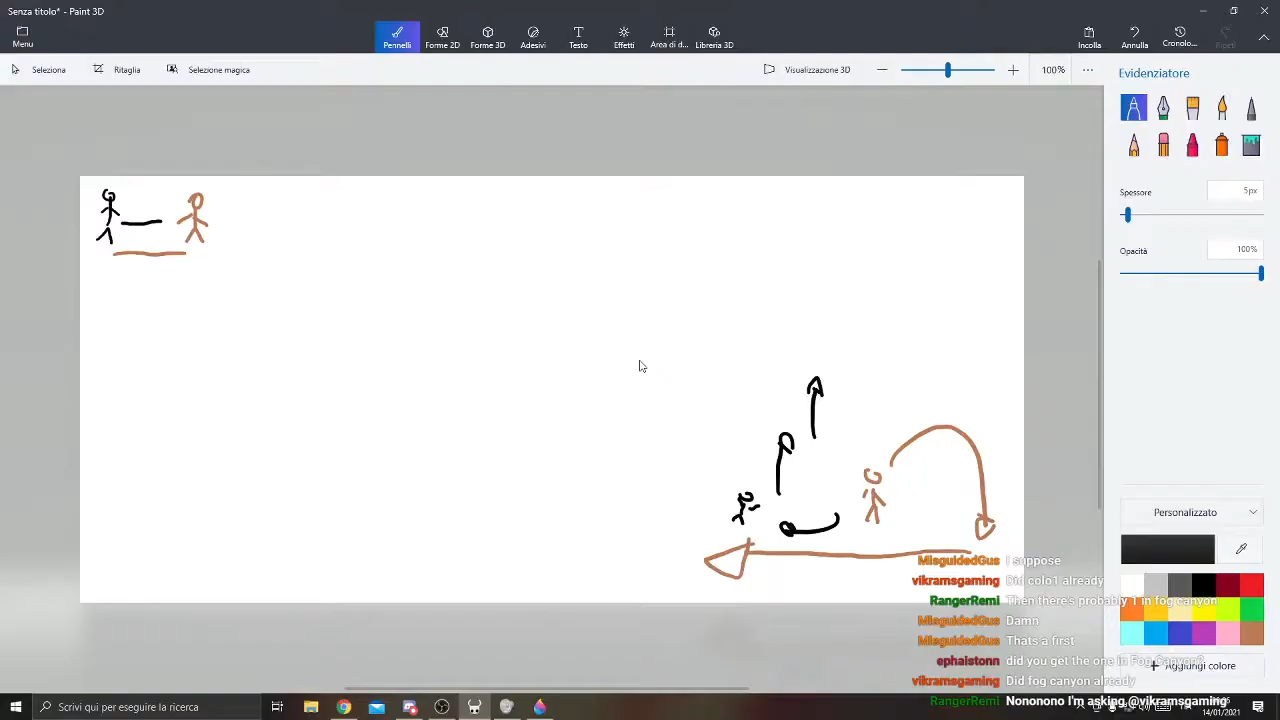 Senza titolo* - Paint 3D
Menu
Pennelli
Forme 2D
Forme 3D
Adesivi
Testo
Effetti
Area di d...
Libreria 3D
Incolla
Annulla
Cronolo...
Ripeti
Seleziona
Ritaglia
Selezione magica
Visualizzazione 3D
100%
Evidenziatore
Spessore
5px
Opacità
100%
Personalizzato
MisguidedGus I suppose
vikramsgaming Did colo1 already
RangerRemi Then there's probably 1 in fog canyon
MisguidedGus Damn
MisguidedGus Thats a first
ephaistonn did you get the one in Fog Canyon?
vikramsgaming Did fog canyon already
RangerRemi Nononono I'm asking @vikramsgaming
Aggiungi colore
Scrivi qui per eseguire la ricerca
14/01/2021